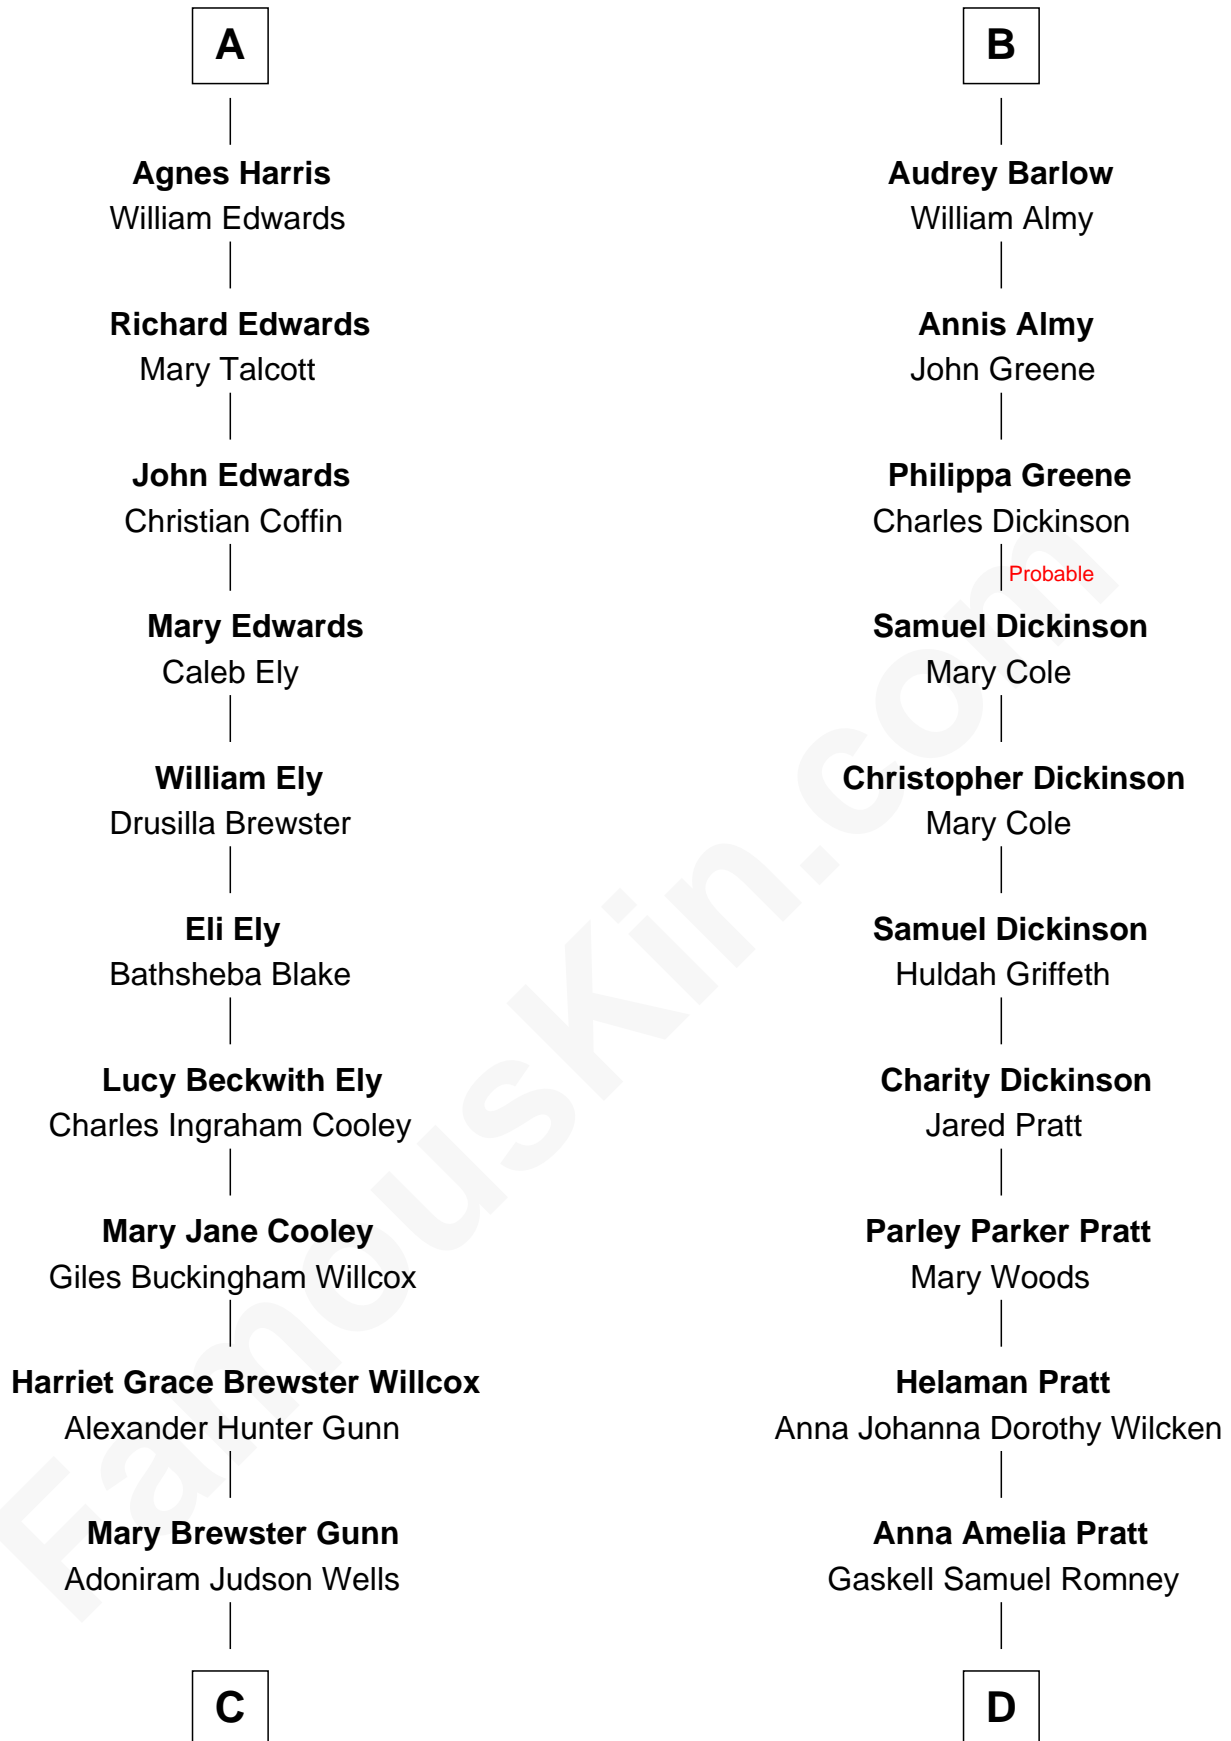 A
Agnes Harris
William Edwards
Richard Edwards
Mary Talcott
John Edwards
Christian Coffin
Mary Edwards
Caleb Ely
William Ely
Drusilla Brewster
Eli Ely
Bathsheba Blake
Lucy Beckwith Ely
Charles Ingraham Cooley
Mary Jane Cooley
Giles Buckingham Willcox
Harriet Grace Brewster Willcox
Alexander Hunter Gunn
Mary Brewster Gunn
Adoniram Judson Wells
C
B
Audrey Barlow
William Almy
Annis Almy
John Greene
Philippa Greene
Charles Dickinson
Probable
Samuel Dickinson
Mary Cole
Christopher Dickinson
Mary Cole
Samuel Dickinson
Huldah Griffeth
Charity Dickinson
Jared Pratt
Parley Parker Pratt
Mary Woods
Helaman Pratt
Anna Johanna Dorothy Wilcken
Anna Amelia Pratt
Gaskell Samuel Romney
D
FamousKin.com